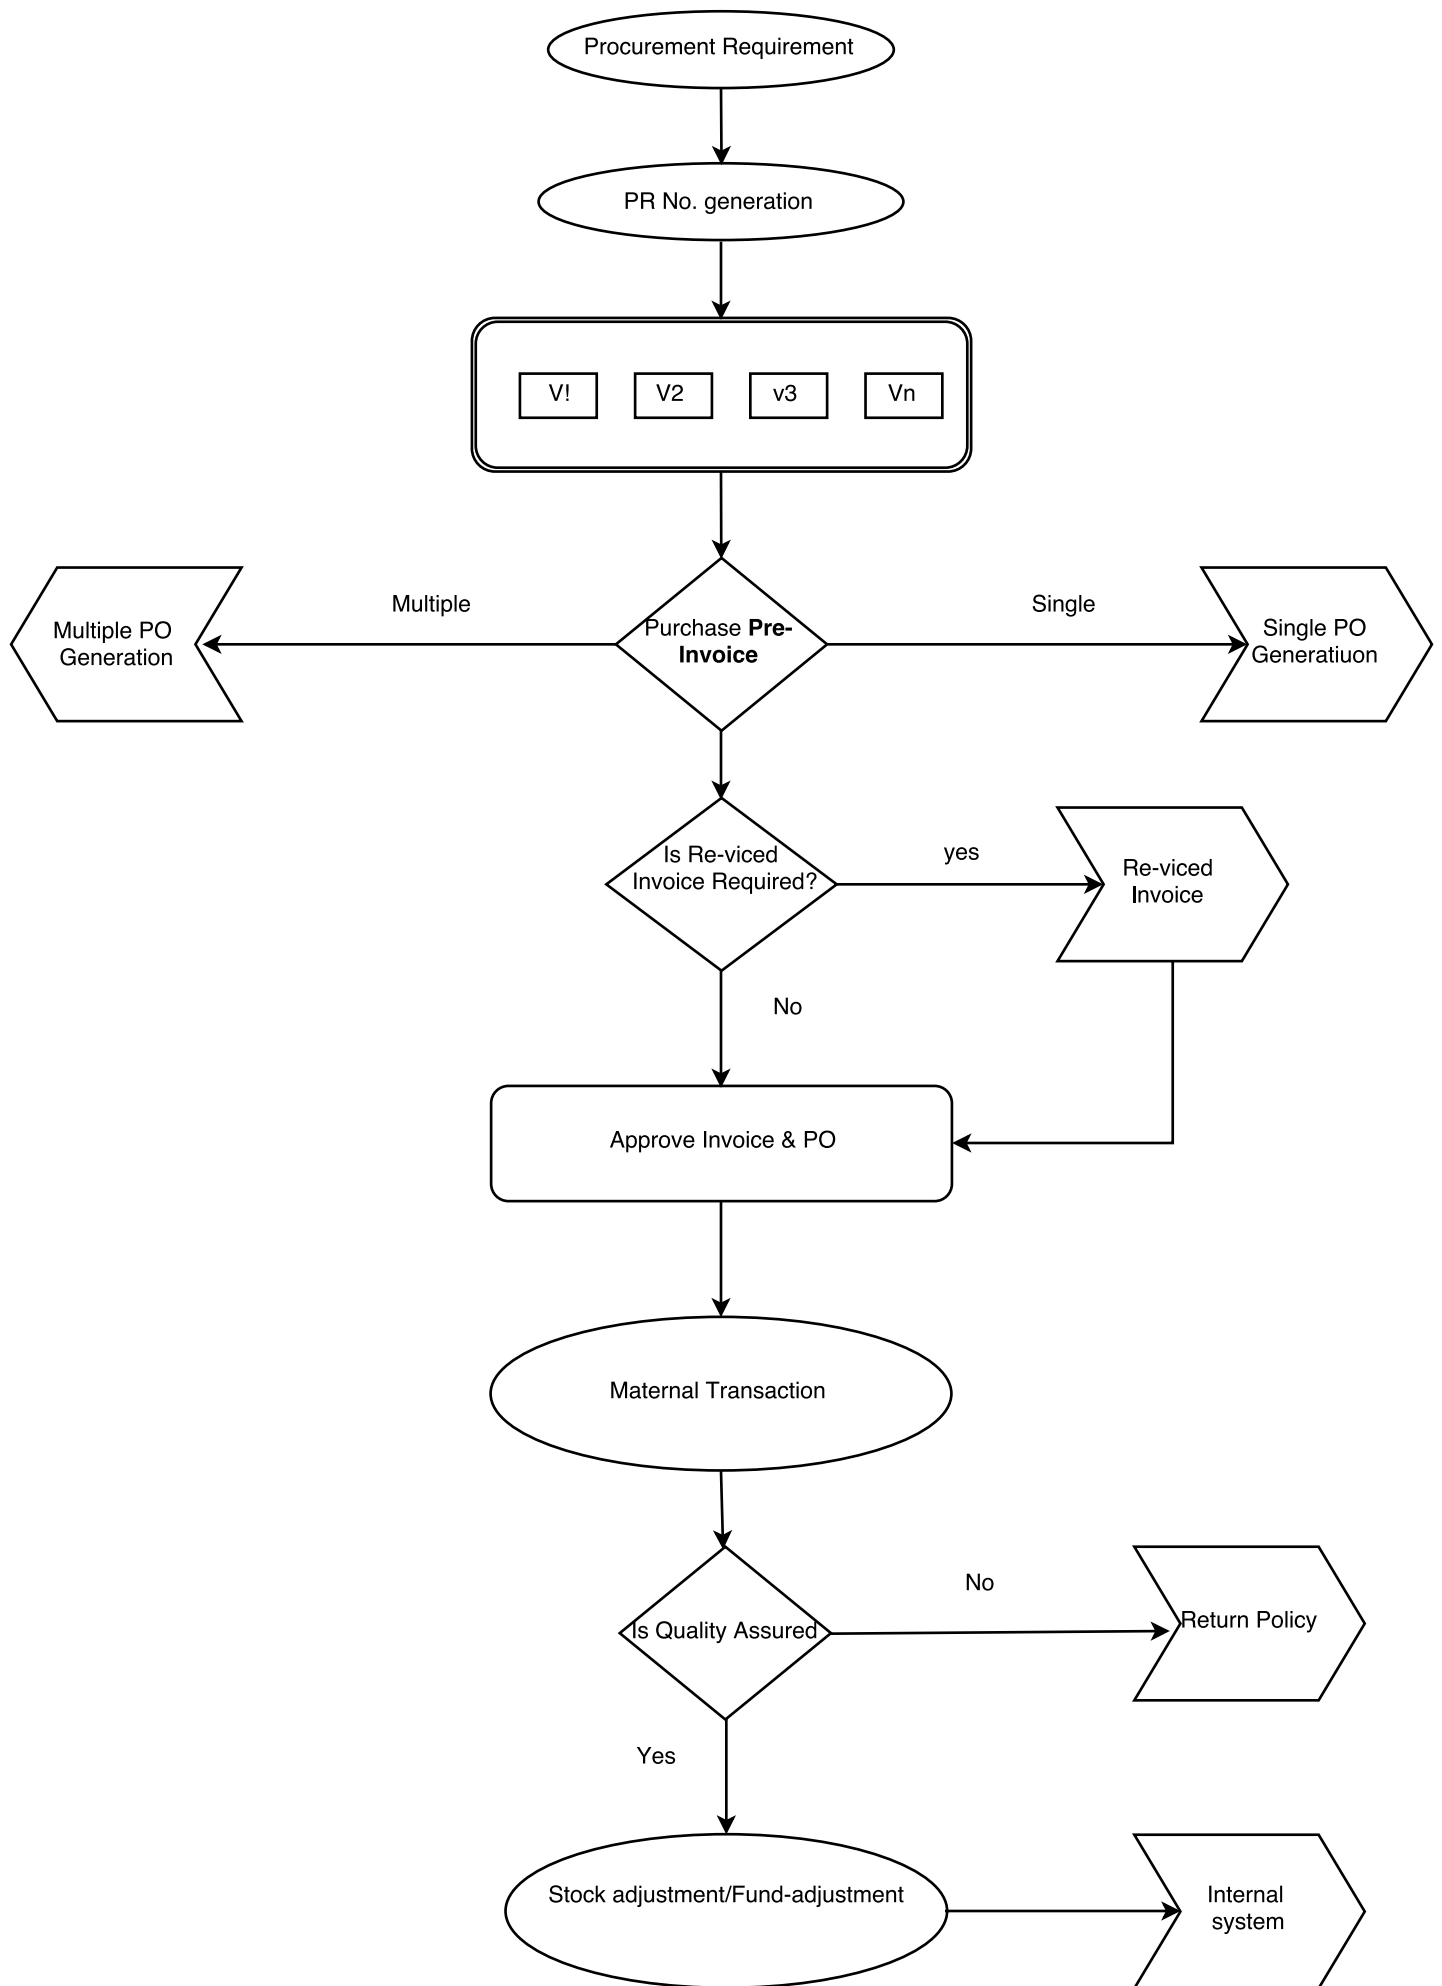 Procurement Requirement
PR No. generation
V!
V2
v3
Vn
Multiple
Single
Multiple PO
Generation
Purchase Pre-
Invoice
Single PO
Generatiuon
Is Re-viced
Invoice Required?
yes
Re-viced
Invoice
No
Approve Invoice & PO
Maternal Transaction
No
Is Quality Assured
Return Policy
Yes
Stock adjustment/Fund-adjustment
Internal
system